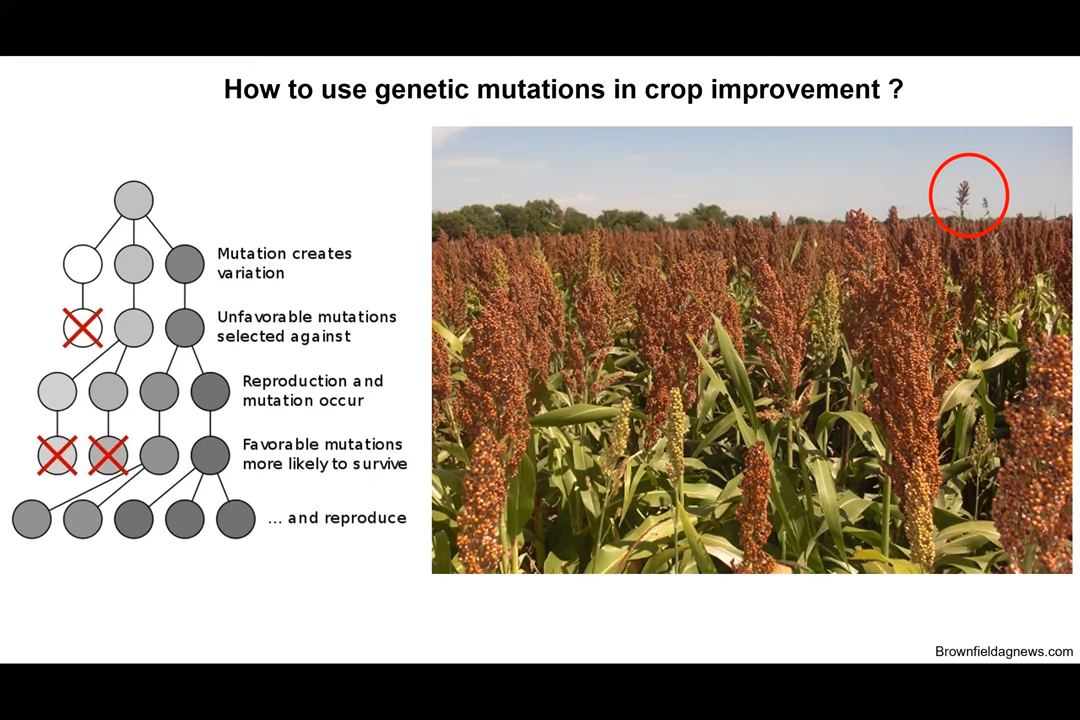 How to use genetic mutations in crop improvement ?
Mutation creates
variation
Unfavorable mutations
selected against
Reproduction and
mutation occur
Favorable mutations
more likely to survive
... and reproduce
Brownfieldagnews.com